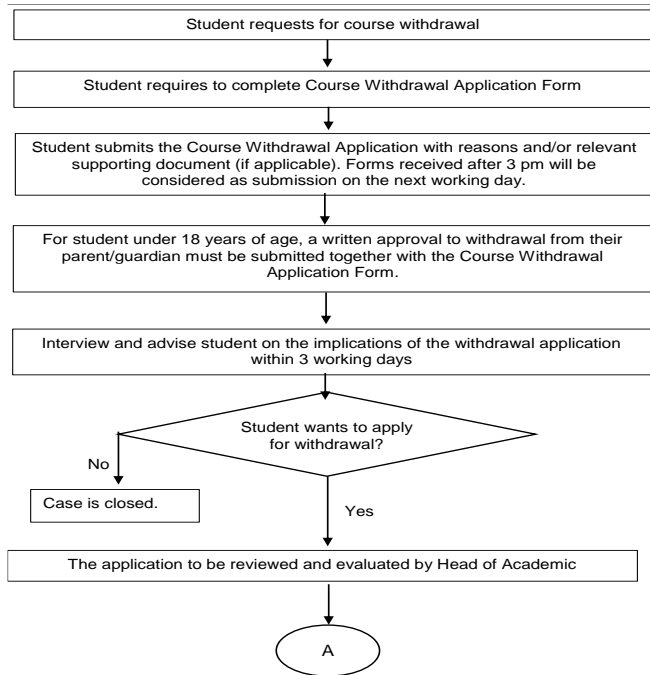 Student requests for course withdrawal
Student requires to complete Course Withdrawal Application Form
Student submits the Course Withdrawal Application with reasons and/or relevant
supporting document (if applicable). Forms received after 3 pm will be
considered as submission on the next working day.
For student under 18 years of age, a written approval to withdrawal from their
parent/guardian must be submitted together with the Course Withdrawal
Application Form.
Interview and advise student on the implications of the withdrawal application
within 3 working days
Student wants to apply
for withdrawal?
No
Case is closed.
Yes
The application to be reviewed and evaluated by Head of Academic
A